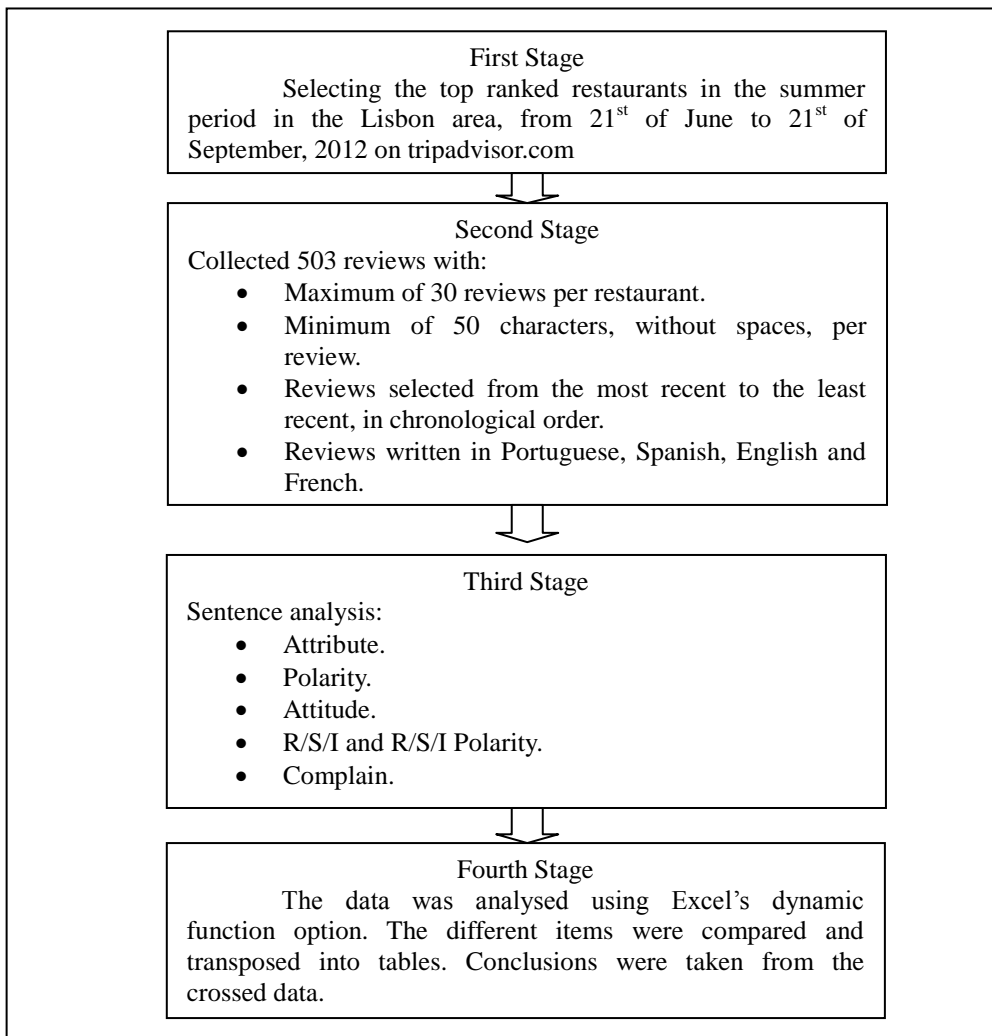 First Stage
Selecting the top ranked restaurants in the summer
period in the Lisbon area, from 21st of June to 21st of
September, 2012 on tripadvisor.com
Second Stage
Collected 503 reviews with:
• Maximum of 30 reviews per restaurant.
• Minimum of 50 characters, without spaces, per
review.
• Reviews selected from the most recent to the least
recent, in chronological order.
• Reviews written in Portuguese, Spanish, English and
French.
Third Stage
Sentence analysis:
• Attribute.
• Polarity.
• Attitude.
• R/S/I and R/S/I Polarity.
• Complain.
Fourth Stage
The data was analysed using Excel’s dynamic
function option. The different items were compared and
transposed into tables. Conclusions were taken from the
crossed data.